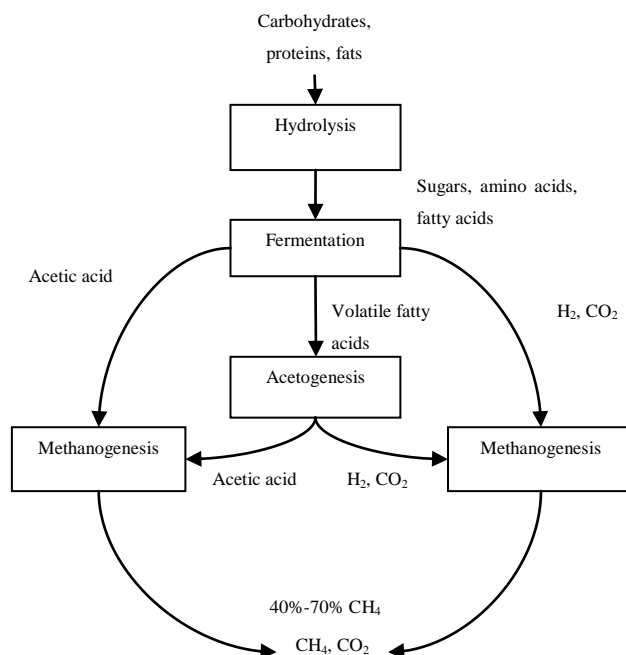 Carbohydrates,
proteins, fats
Hydrolysis
Sugars, amino acids,
fatty acids
Fermentation
Acetic acid
H₂, CO₂
Volatile fatty
acids
Acetogenesis
Methanogenesis
Methanogenesis
Acetic acid
H₂, CO₂
40%-70% CH₄
CH₄, CO₂